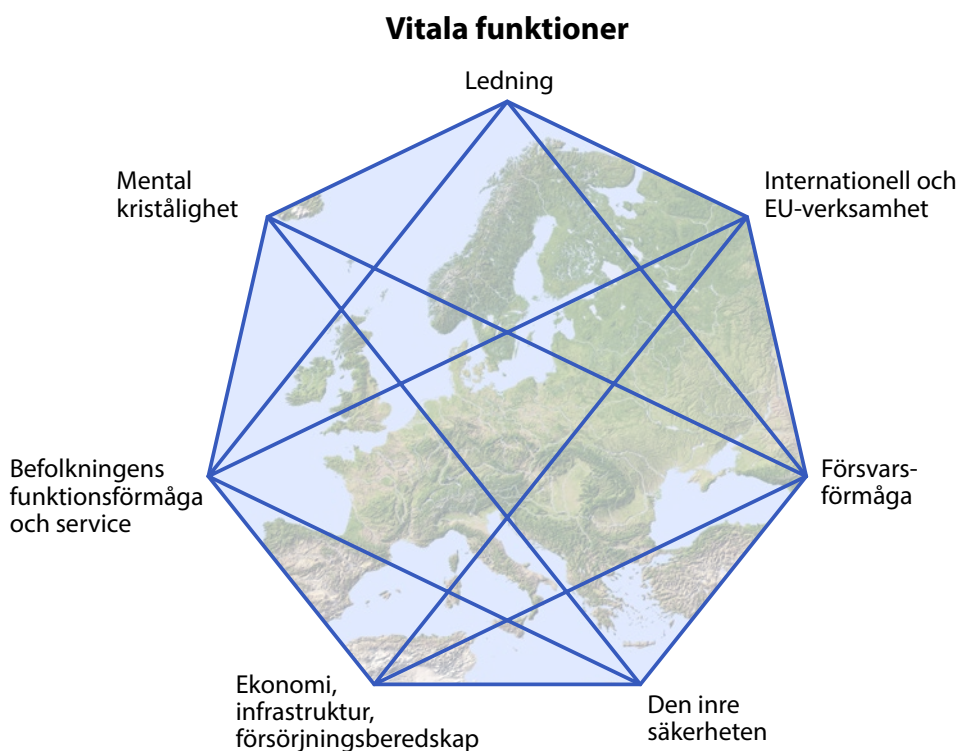 Vitala funktioner
Ledning
Mental
kristålighet
Internationell och
EU-verksamhet
Befolkningens
funktionsförmåga
och service
Försvars-
förmåga
Ekonomi,
infrastruktur,
försörjningsberedskap
Den inre
säkerheten